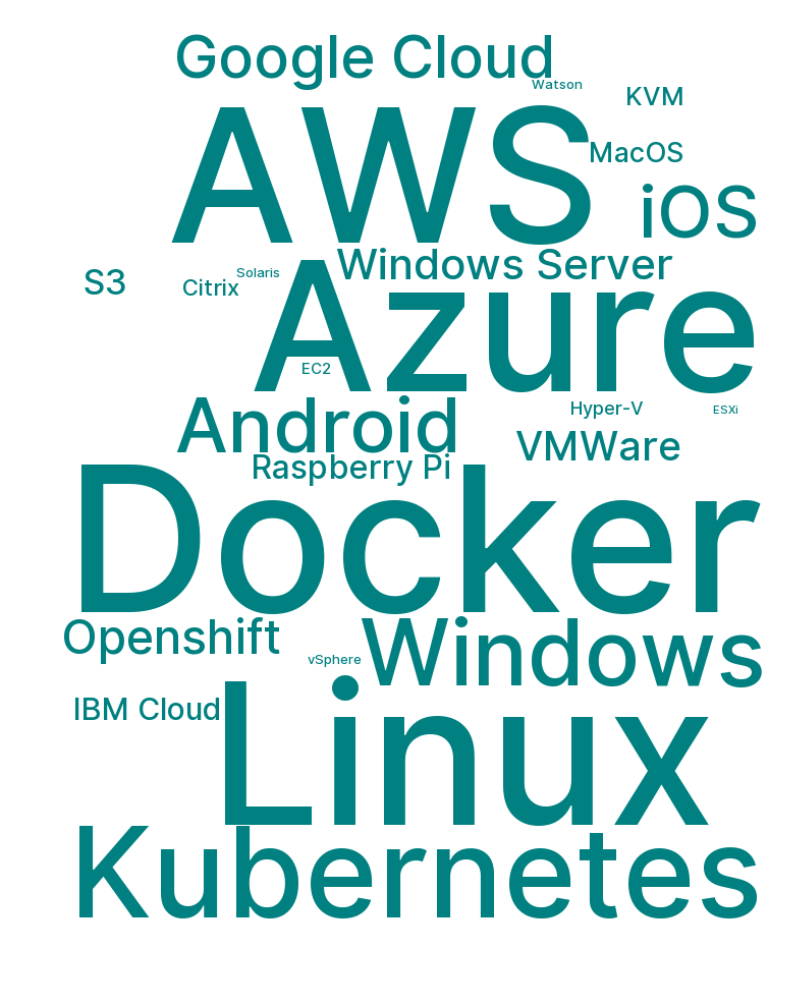 Google Cloud
Watson
KVM
AWS
MacOS
iOS
Windows Server
S3
Citrix
Solaris
Azure
EC2
Android
Hyper-V
ESXi
VMWare
Raspberry Pi
Docker
Openshift
Windows
vSphere
IBM Cloud
Linux
Kubernetes